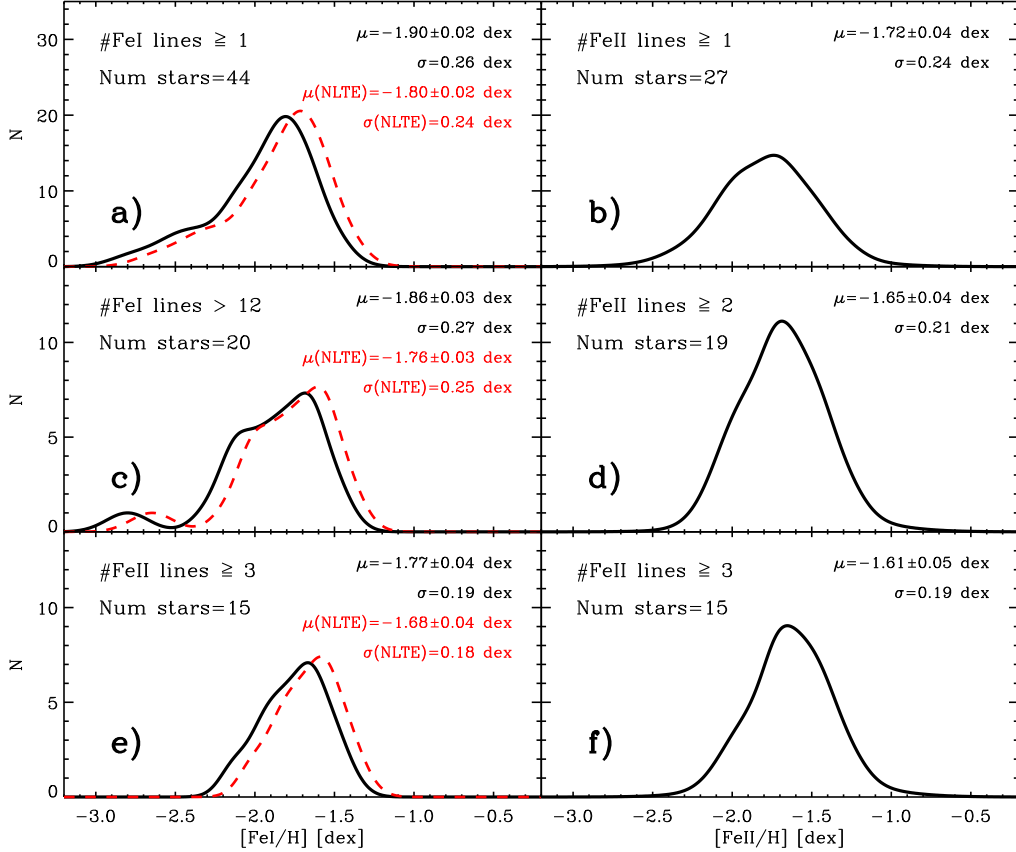 #FeI lines ≧ 1
Num stars=44
μ=−1.90±0.02 dex
σ=0.26 dex
μ(NLTE)=−1.80±0.02 dex
σ(NLTE)=0.24 dex
a)
30
20
10
0
N
#FeII lines ≧ 1
Num stars=27
μ=−1.72±0.04 dex
σ=0.24 dex
b)
#FeI lines > 12
Num stars=20
μ=−1.86±0.03 dex
σ=0.27 dex
μ(NLTE)=−1.76±0.03 dex
σ(NLTE)=0.25 dex
c)
10
5
0
N
#FeII lines ≧ 2
Num stars=19
μ=−1.65±0.04 dex
σ=0.21 dex
d)
#FeII lines ≧ 3
Num stars=15
μ=−1.77±0.04 dex
σ=0.19 dex
μ(NLTE)=−1.68±0.04 dex
σ(NLTE)=0.18 dex
e)
10
5
0
N
#FeII lines ≧ 3
Num stars=15
μ=−1.61±0.05 dex
σ=0.19 dex
f)
−3.0 −2.5 −2.0 −1.5 −1.0 −0.5
[FeI/H] [dex]
−3.0 −2.5 −2.0 −1.5 −1.0 −0.5
[FeII/H] [dex]